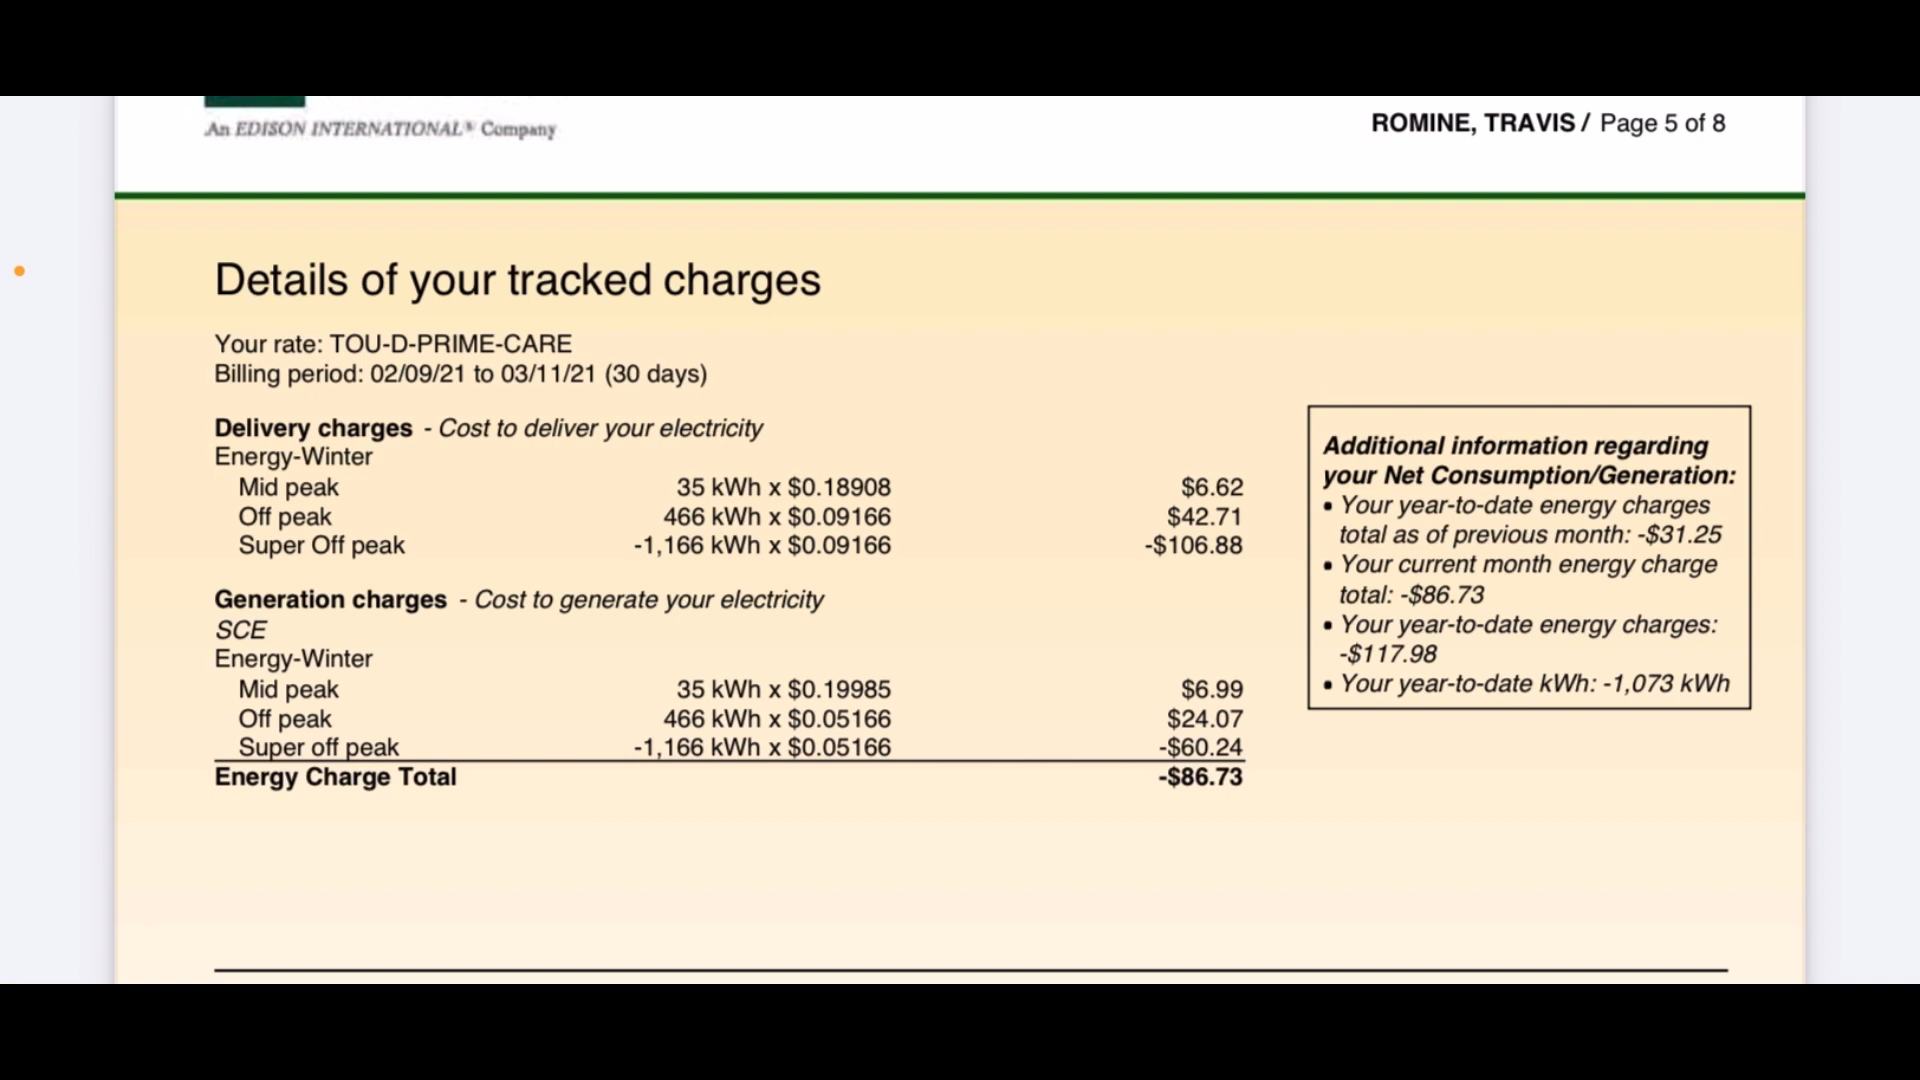 An EDISON INTERNATIONAL® Company
ROMINE, TRAVIS / Page 5 of 8
Details of your tracked charges
Your rate: TOU-D-PRIME-CARE
Billing period: 02/09/21 to 03/11/21 (30 days)
Delivery charges - Cost to deliver your electricity
Energy-Winter
Mid peak 35 kWh x $0.18908 $6.62
Off peak 466 kWh x $0.09166 $42.71
Super Off peak -1,166 kWh x $0.09166 -$106.88
Generation charges - Cost to generate your electricity
SCE
Energy-Winter
Mid peak 35 kWh x $0.19985 $6.99
Off peak 466 kWh x $0.05166 $24.07
Super off peak -1,166 kWh x $0.05166 -$60.24
Energy Charge Total -$86.73
Additional information regarding
your Net Consumption/Generation:
• Your year-to-date energy charges
total as of previous month: -$31.25
• Your current month energy charge
total: -$86.73
• Your year-to-date energy charges:
-$117.98
• Your year-to-date kWh: -1,073 kWh